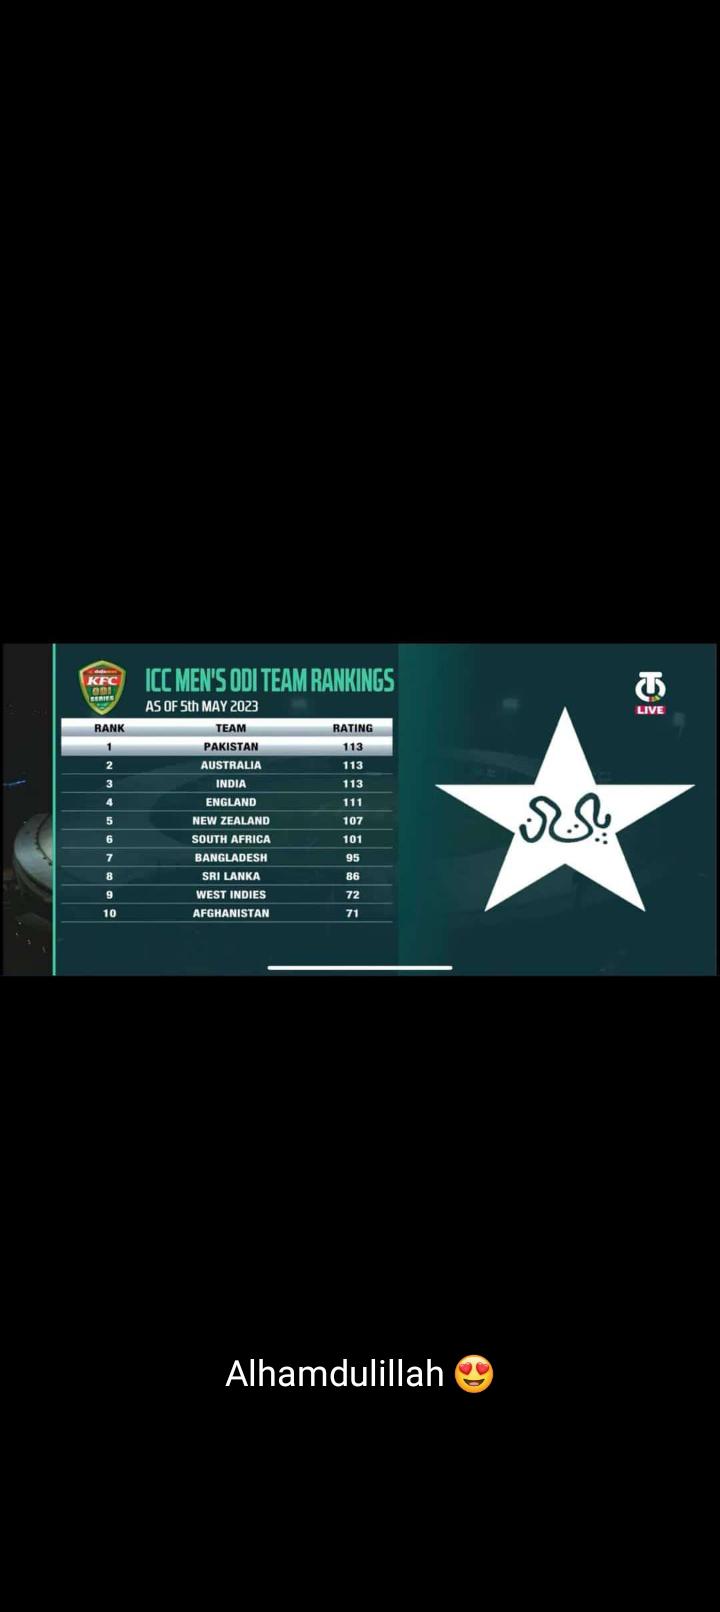 KFC
ODI
SERIES
ICC MEN'S ODI TEAM RANKINGS
AS OF 5th MAY 2023
RANK TEAM RATING
1 PAKISTAN 113
2 AUSTRALIA 113
3 INDIA 113
4 ENGLAND 111
5 NEW ZEALAND 107
6 SOUTH AFRICA 101
7 BANGLADESH 95
8 SRI LANKA 86
9 WEST INDIES 72
10 AFGHANISTAN 71
LIVE
Alhamdulillah 😍